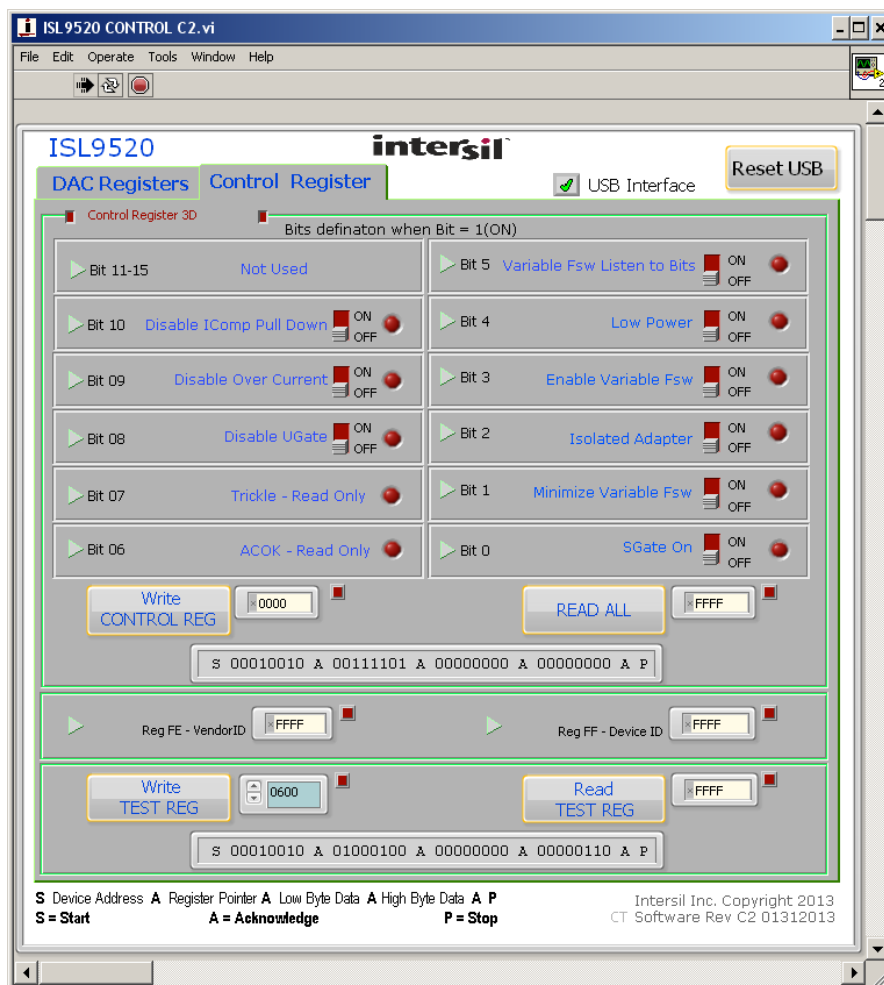 ISL9520 CONTROL C2.vi
File Edit Operate Tools Window Help
2
ISL9520
intersil
Reset USB
DAC Registers
Control Register
USB Interface
Control Register 3D
Bits definaton when Bit = 1(ON)
Bit 11-15 Not Used
Bit 5 Variable Fsw Listen to Bits ON OFF
Bit 10 Disable IComp Pull Down ON OFF
Bit 4 Low Power ON OFF
Bit 09 Disable Over Current ON OFF
Bit 3 Enable Variable Fsw ON OFF
Bit 08 Disable UGate ON OFF
Bit 2 Isolated Adapter ON OFF
Bit 07 Trickle - Read Only
Bit 1 Minimize Variable Fsw ON OFF
Bit 06 ACOK - Read Only
Bit 0 SGate On ON OFF
Write
CONTROL REG
x0000
READ ALL
xFFFF
S 00010010 A 00111101 A 00000000 A 00000000 A P
Reg FE - VendorID xFFFF
Reg FF - Device ID xFFFF
Write
TEST REG
0600
Read
TEST REG
xFFFF
S 00010010 A 01000100 A 00000000 A 00000110 A P
S Device Address A Register Pointer A Low Byte Data A High Byte Data A P
S = Start A = Acknowledge P = Stop
Intersil Inc. Copyright 2013
CT Software Rev C2 01312013